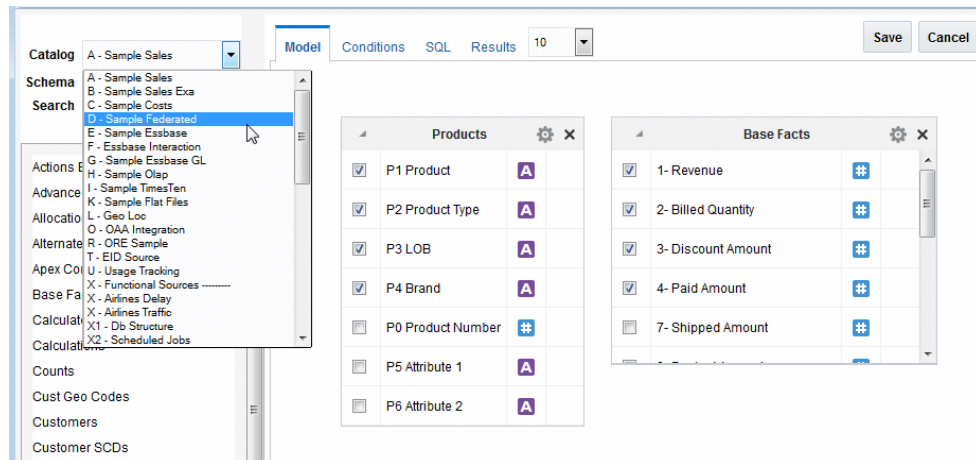 Catalog A - Sample Sales
Schema
Search
A - Sample Sales
B - Sample Sales Exa
C - Sample Costs
D - Sample Federated
E - Sample Essbase
F - Essbase Interaction
G - Sample Essbase GL
H - Sample Olap
I - Sample TimesTen
K - Sample Flat Files
L - Geo Loc
O - OAA Integration
R - ORE Sample
T - EID Source
U - Usage Tracking
X - Functional Sources --------
X - Airlines Delay
X - Airlines Traffic
X1 - Db Structure
X2 - Scheduled Jobs
Actions
Advance
Allocatio
Alternate
Apex Co
Base Fa
Calculat
Calculations
Counts
Cust Geo Codes
Customers
Customer SCDs
Model Conditions SQL Results 10 Save Cancel
Products
P1 Product A
P2 Product Type A
P3 LOB A
P4 Brand A
P0 Product Number #
P5 Attribute 1 A
P6 Attribute 2 A
Base Facts
1- Revenue #
2- Billed Quantity #
3- Discount Amount #
4- Paid Amount #
7- Shipped Amount #